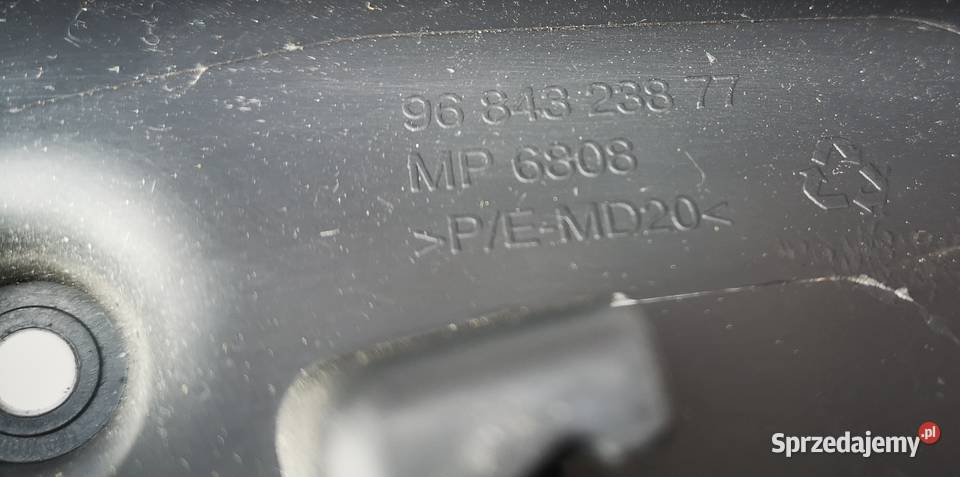 96 843 238 77
MP 6808
>P/E-MD20<
Sprzedajemy.pl